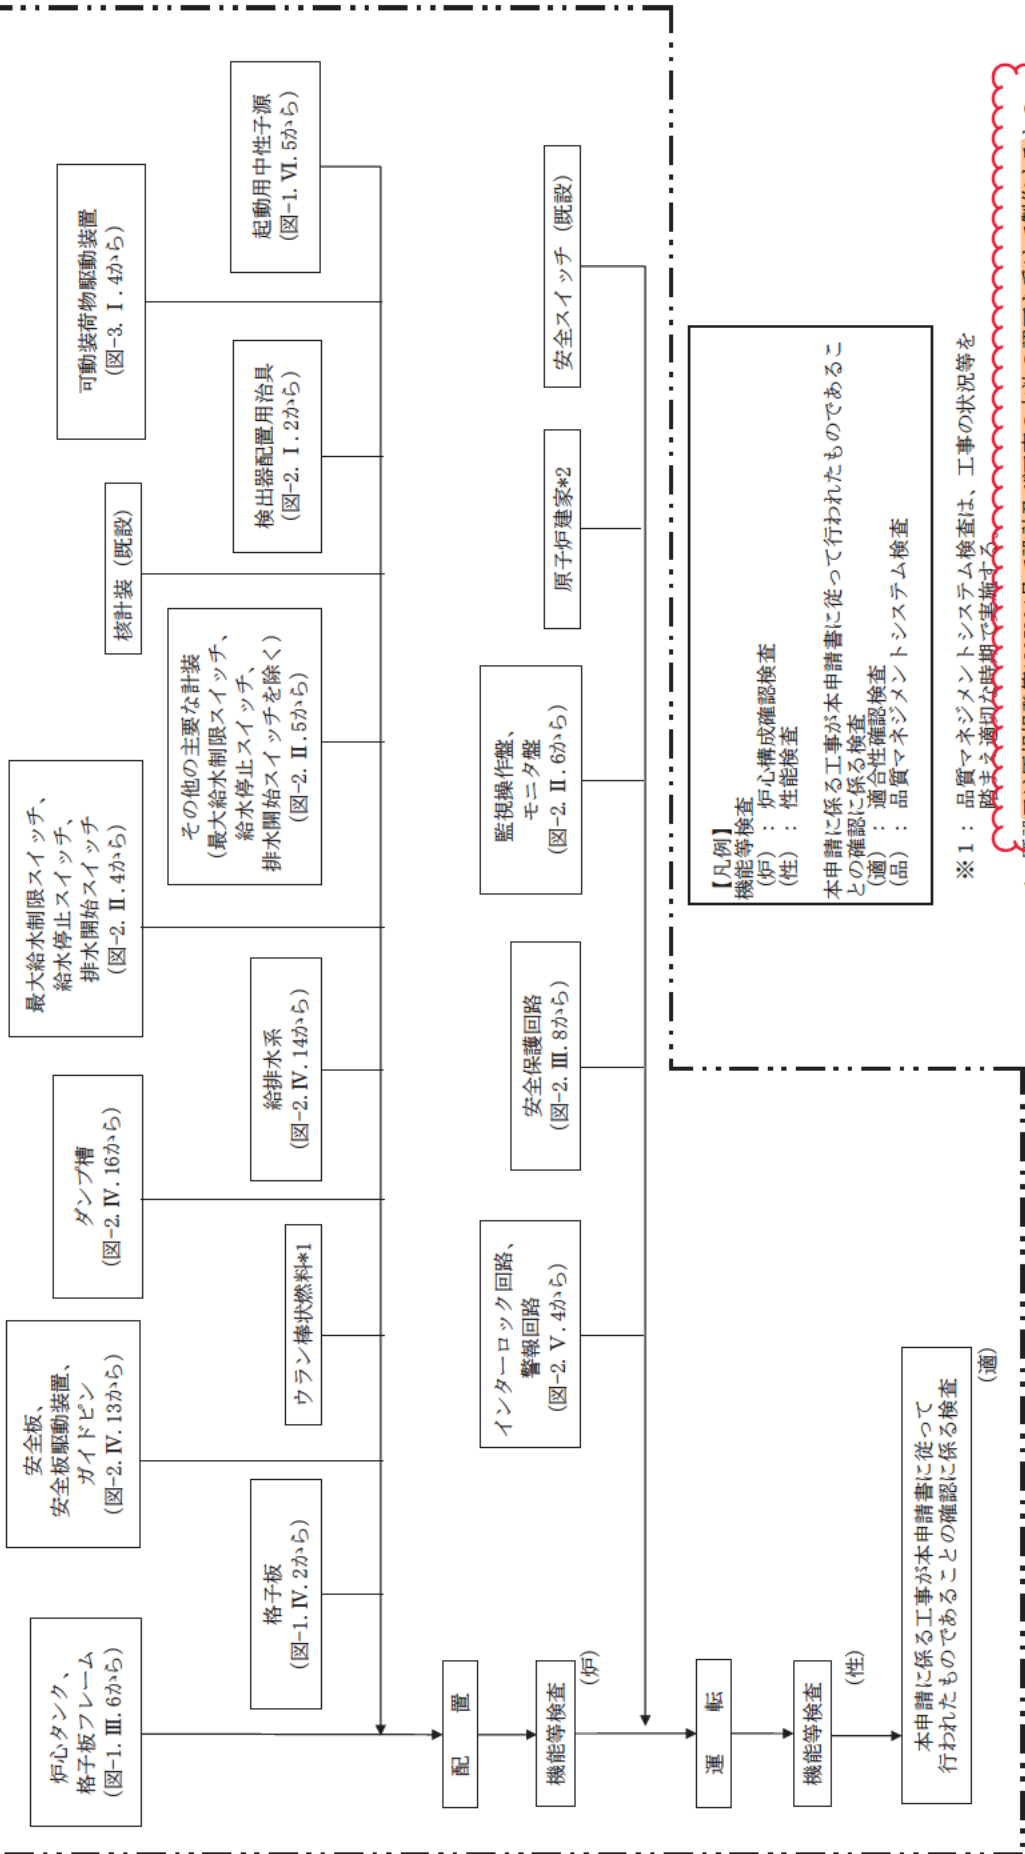 炉心タンク、
格子板フレーム
(図-1.Ⅲ.6から)
安全板、
安全板駆動装置、
ガイドピン
(図-2.Ⅳ.13から)
ダンプ槽
(図-2.Ⅳ.16から)
最大給水制限スイッチ、
給水停止スイッチ、
排水開始スイッチ
(図-2.Ⅱ.4から)
核計装(既設)
可動装荷物駆動装置
(図-3.Ⅰ.4から)
格子板
(図-1.Ⅳ.2から)
ウラン棒状燃料*1
給排水系
(図-2.Ⅳ.14から)
その他の主要な計装
(最大給水制限スイッチ、
給水停止スイッチ、
排水開始スイッチを除く)
(図-2.Ⅱ.5から)
検出器配置用治具
(図-2.Ⅰ.2から)
起動用中性子源
(図-1.Ⅵ.5から)
配 置
機能等検査
(炉)
インターロック回路、
警報回路
(図-2.Ⅴ.4から)
安全保護回路
(図-2.Ⅲ.8から)
監視操作盤、
モニタ盤
(図-2.Ⅱ.6から)
原子炉建家*2
安全スイッチ(既設)
運 転
機能等検査
(性)
本申請に係る工事が本申請書に従って
行われたものであることの確認に係る検査
(適)
【凡例】
機能等検査
(炉):炉心構成確認検査
(性):性能検査
本申請に係る工事が本申請書に従って行われたものであるこ
との確認に係る検査
(適):適合性確認検査
(品):品質マネジメントシステム検査
※1:品質マネジメントシステム検査は、工事の状況等を
踏まえ適切な時期で実施する